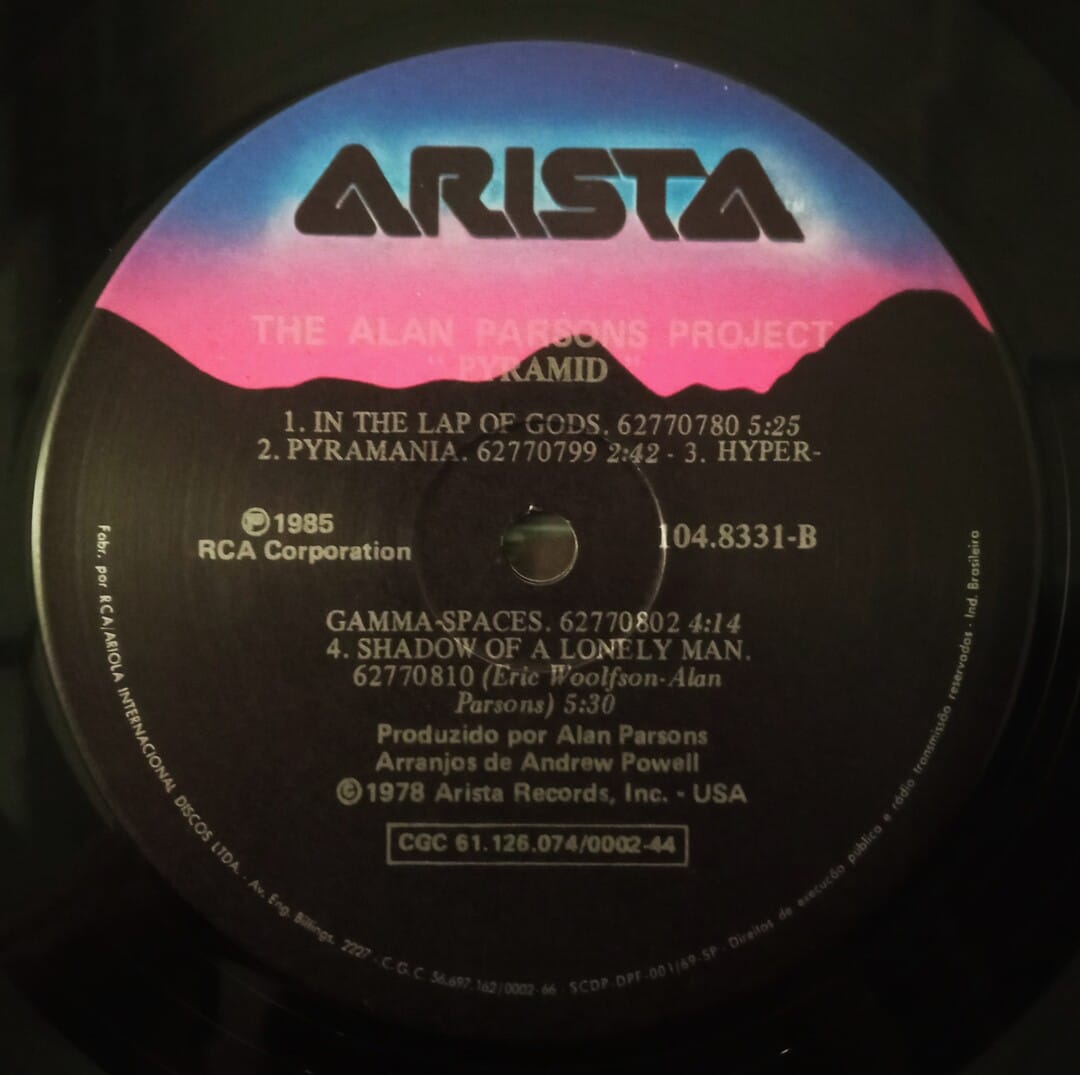 ARISTA
THE ALAN PARSONS PROJECT
"PYRAMID"
1. IN THE LAP OF GODS. 62770780 5:25
2. PYRAMANIA. 62770799 2:42 - 3. HYPER-
Ⓟ1985
RCA Corporation
104.8331-B
GAMMA-SPACES. 62770802 4:14
4. SHADOW OF A LONELY MAN.
62770810 (Eric Woolfson-Alan
Parsons) 5:30
Produzido por Alan Parsons
Arranjos de Andrew Powell
©1978 Arista Records, Inc. - USA
CGC 61.126.074/0002-44
Fabr. por RCA/ARIOLA INTERNACIONAL DISCOS LTDA. - Av. Eng. Billings, 2227 - C.G.C. 56.697.162/0002-66 - SCDP-DPF-001/69-SP - Direitos de execucão pública e rádio transmissão reservados - Ind. Brasileira